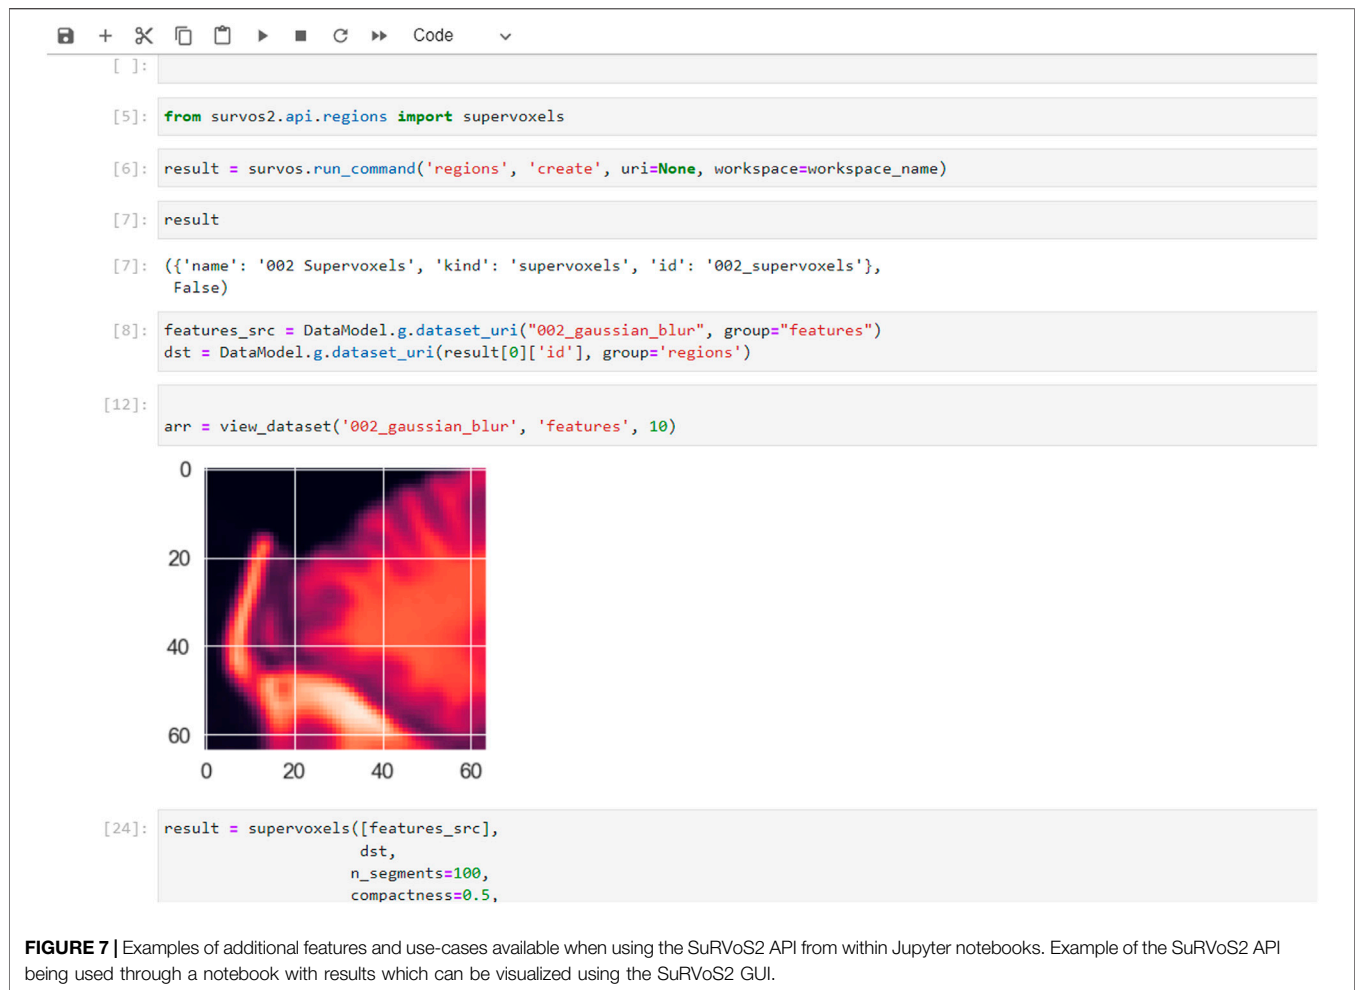 Code
[ ]:
[5]: from survos2.api.regions import supervoxels
[6]: result = survos.run_command('regions', 'create', uri=None, workspace=workspace_name)
[7]: result
[7]: ({'name': '002 Supervoxels', 'kind': 'supervoxels', 'id': '002_supervoxels'},
False)
[8]: features_src = DataModel.g.dataset_uri("002_gaussian_blur", group="features")
dst = DataModel.g.dataset_uri(result[0]['id'], group='regions')
[12]:
arr = view_dataset('002_gaussian_blur', 'features', 10)
0
20
40
60
0 20 40 60
[24]: result = supervoxels([features_src],
dst,
n_segments=100,
compactness=0.5,
FIGURE 7 | Examples of additional features and use-cases available when using the SuRVoS2 API from within Jupyter notebooks. Example of the SuRVoS2 API
being used through a notebook with results which can be visualized using the SuRVoS2 GUI.